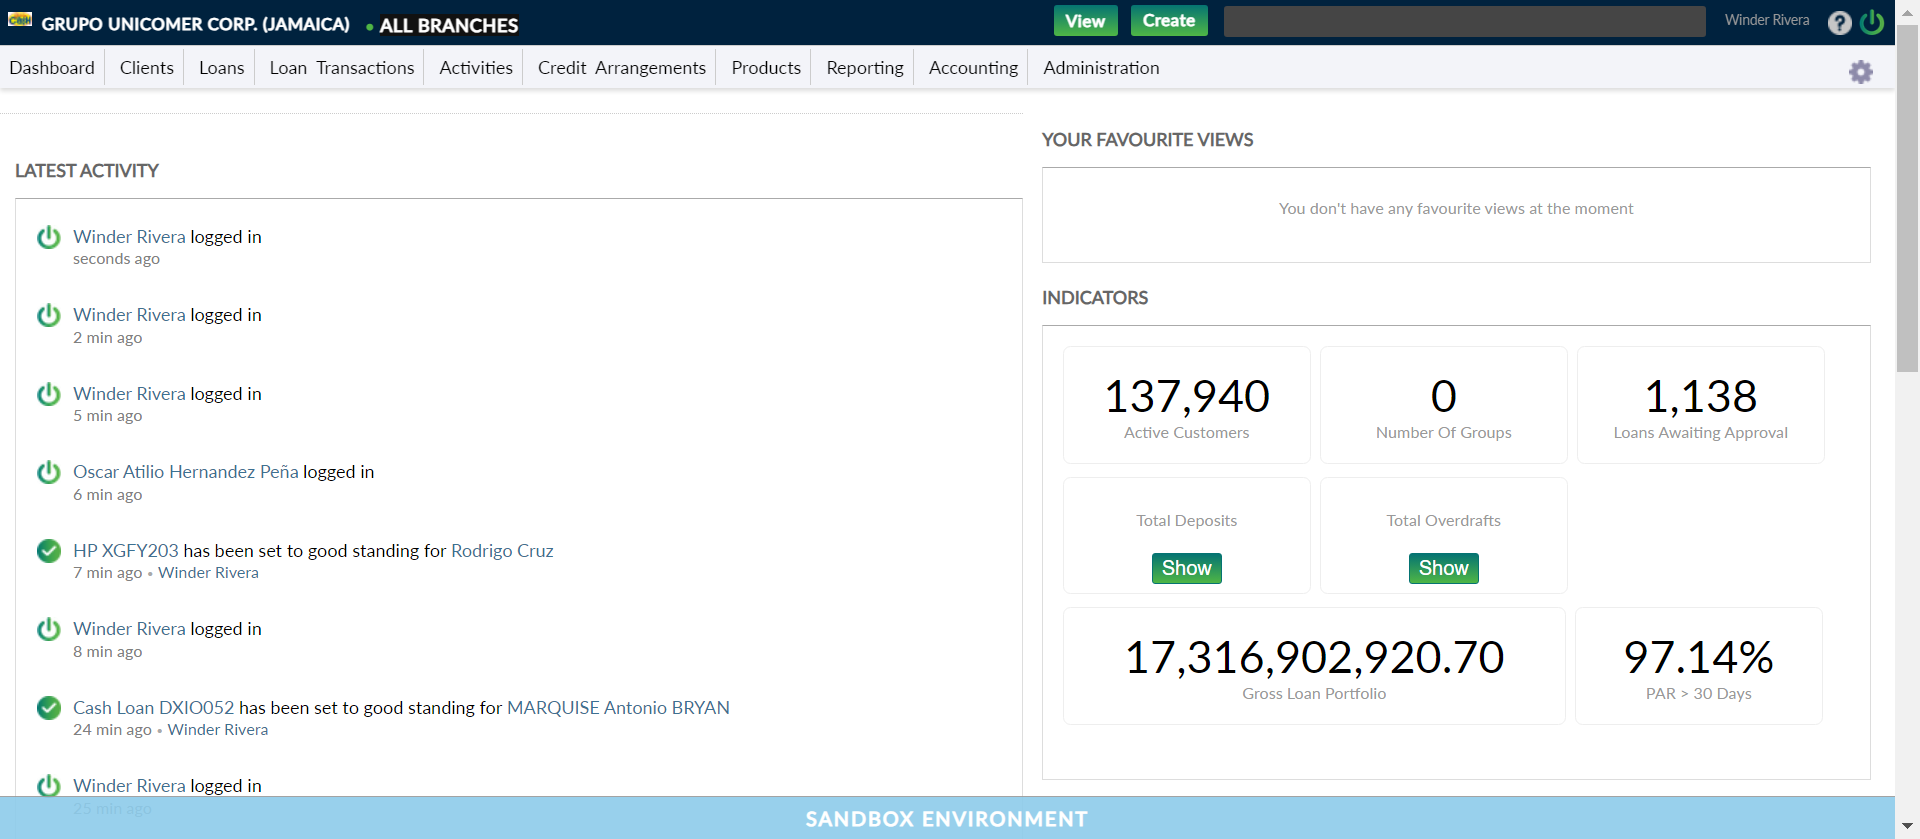 Cash GRUPO UNICOMER CORP. (JAMAICA) • ALL BRANCHES View Create Winder Rivera ?
Dashboard Clients Loans Loan Transactions Activities Credit Arrangements Products Reporting Accounting Administration
LATEST ACTIVITY
Winder Rivera logged in
seconds ago
Winder Rivera logged in
2 min ago
Winder Rivera logged in
5 min ago
Oscar Atilio Hernandez Peña logged in
6 min ago
HP XGFY203 has been set to good standing for Rodrigo Cruz
7 min ago • Winder Rivera
Winder Rivera logged in
8 min ago
Cash Loan DXIO052 has been set to good standing for MARQUISE Antonio BRYAN
24 min ago • Winder Rivera
Winder Rivera logged in
25 min ago
YOUR FAVOURITE VIEWS
You don't have any favourite views at the moment
INDICATORS
137,940
Active Customers
0
Number Of Groups
1,138
Loans Awaiting Approval
Total Deposits
Show
Total Overdrafts
Show
17,316,902,920.70
Gross Loan Portfolio
97.14%
PAR > 30 Days
SANDBOX ENVIRONMENT